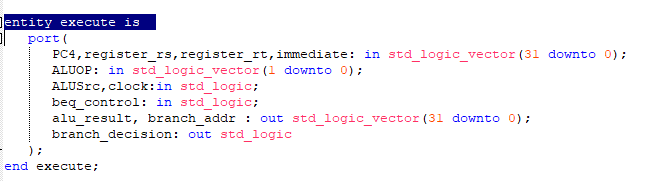 entity execute is
port(
PC4,register_rs,register_rt,immediate: in std_logic_vector(31 downto 0);
ALUOP: in std_logic_vector(1 downto 0);
ALUSrc,clock:in std_logic;
beq_control: in std_logic;
alu_result, branch_addr : out std_logic_vector(31 downto 0);
branch_decision: out std_logic
);
end execute;